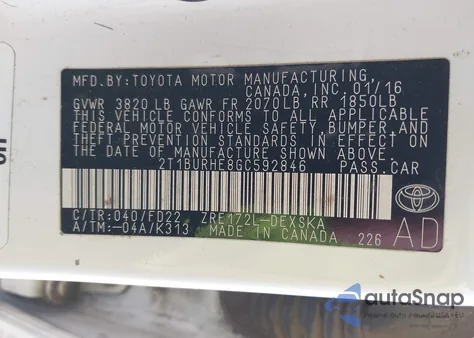 MFD.BY:TOYOTA MOTOR MANUFACTURING,
CANADA, INC.01/16
GVWR 3820 LB GAWR FR 2070LB RR 1850LB
THIS VEHICLE CONFORMS TO ALL APPLICABLE
FEDERAL MOTOR VEHICLE SAFETY, BUMPER, AND
THEFT PREVENTION STANDARDS IN EFFECT ON
THE DATE OF MANUFACTURE SHOWN ABOVE.
2T1BURHE8GC592846 PASS.CAR
C/TR:040/FD22 ZRE172L-DEXSKA
A/TM:-04A/K313 MADE IN CANADA 226
AD
autoSnap